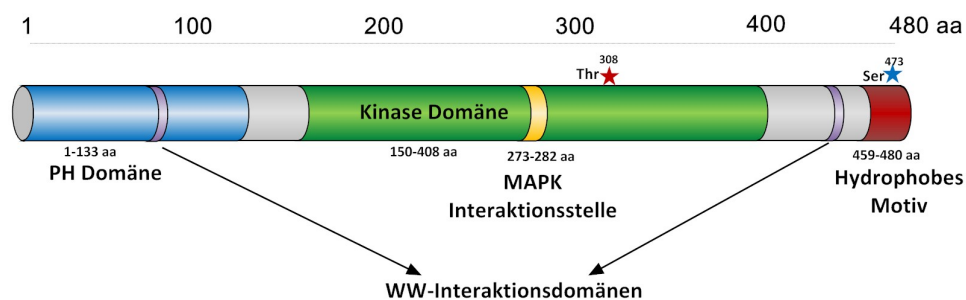 1 100 200 300 400 480 aa
Thr 308
Ser 473
Kinase Domäne
1-133 aa
PH Domäne
150-408 aa
273-282 aa
MAPK
Interaktionsstelle
459-480 aa
Hydrophobes
Motiv
WW-Interaktionsdomänen